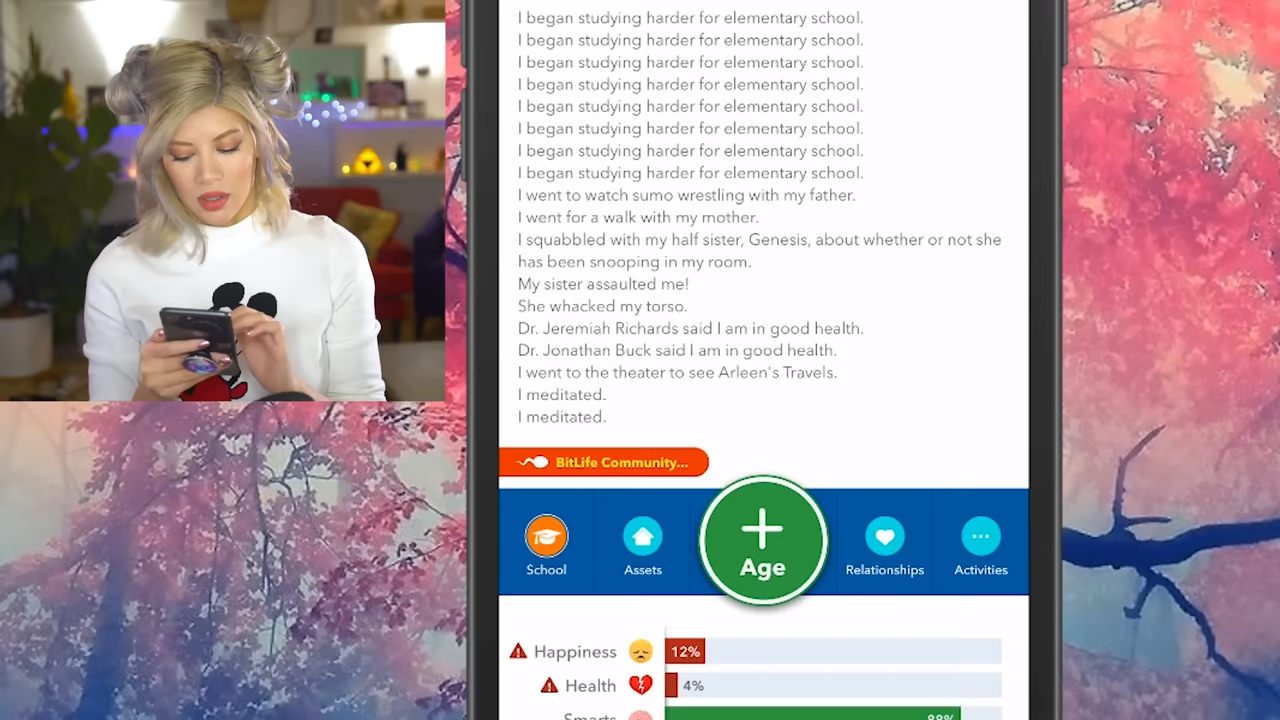 I began studying harder for elementary school.
I began studying harder for elementary school.
I began studying harder for elementary school.
I began studying harder for elementary school.
I began studying harder for elementary school.
I began studying harder for elementary school.
I began studying harder for elementary school.
I began studying harder for elementary school.
I went to watch sumo wrestling with my father.
I went for a walk with my mother.
I squabbled with my half sister, Genesis, about whether or not she
has been snooping in my room.
My sister assaulted me!
She whacked my torso.
Dr. Jeremiah Richards said I am in good health.
Dr. Jonathan Buck said I am in good health.
I went to the theater to see Arleen's Travels.
I meditated.
I meditated.
BitLife Community...
School
Assets
Age
Relationships
Activities
Happiness 12%
Health 4%
Smarts 88%